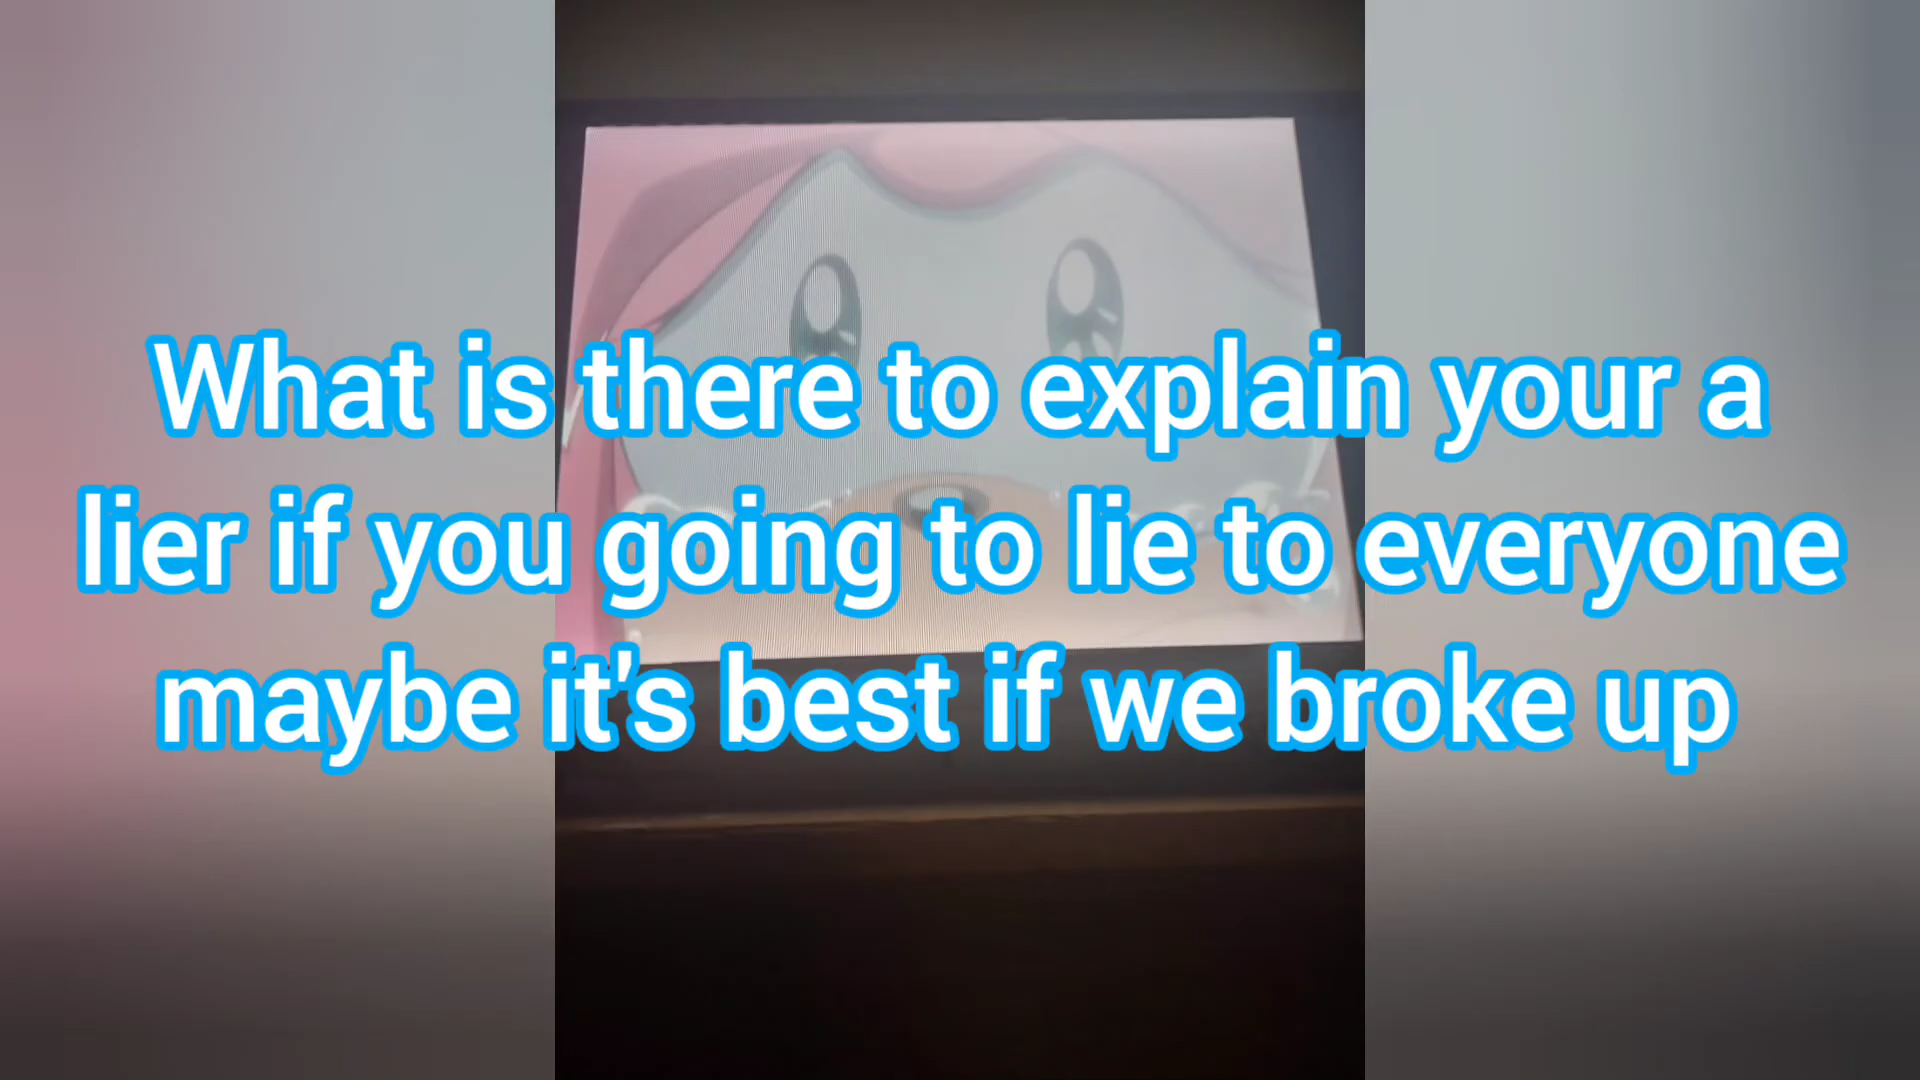 What is there to explain your a
lier if you going to lie to everyone
maybe it's best if we broke up